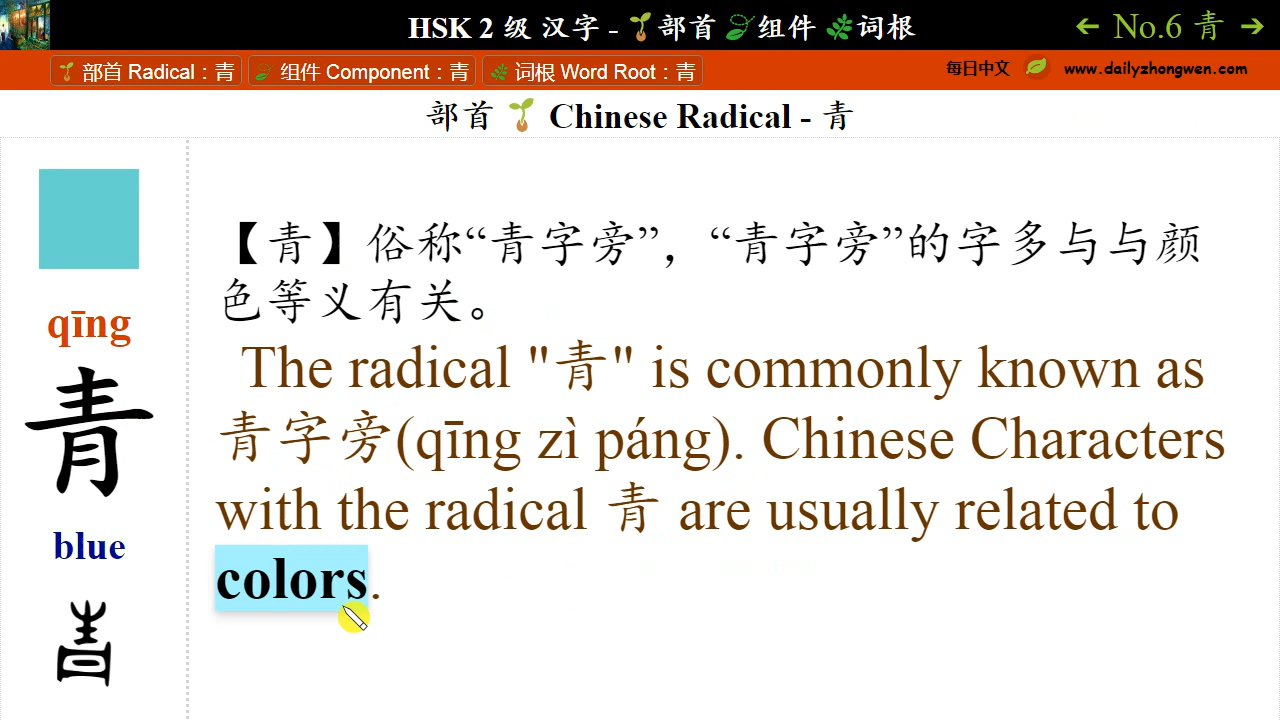 HSK 2 级 汉字 - 部首 组件 词根
← No.6 青 →
部首 Radical：青 组件 Component：青 词根 Word Root：青
每日中文 www.dailyzhongwen.com
部首 Chinese Radical - 青
【青】俗称“青字旁”，“青字旁”的字多与与颜
色等义有关。
The radical "青" is commonly known as
青字旁(qīng zì páng). Chinese Characters
with the radical 青 are usually related to
colors.
qīng
青
blue
青